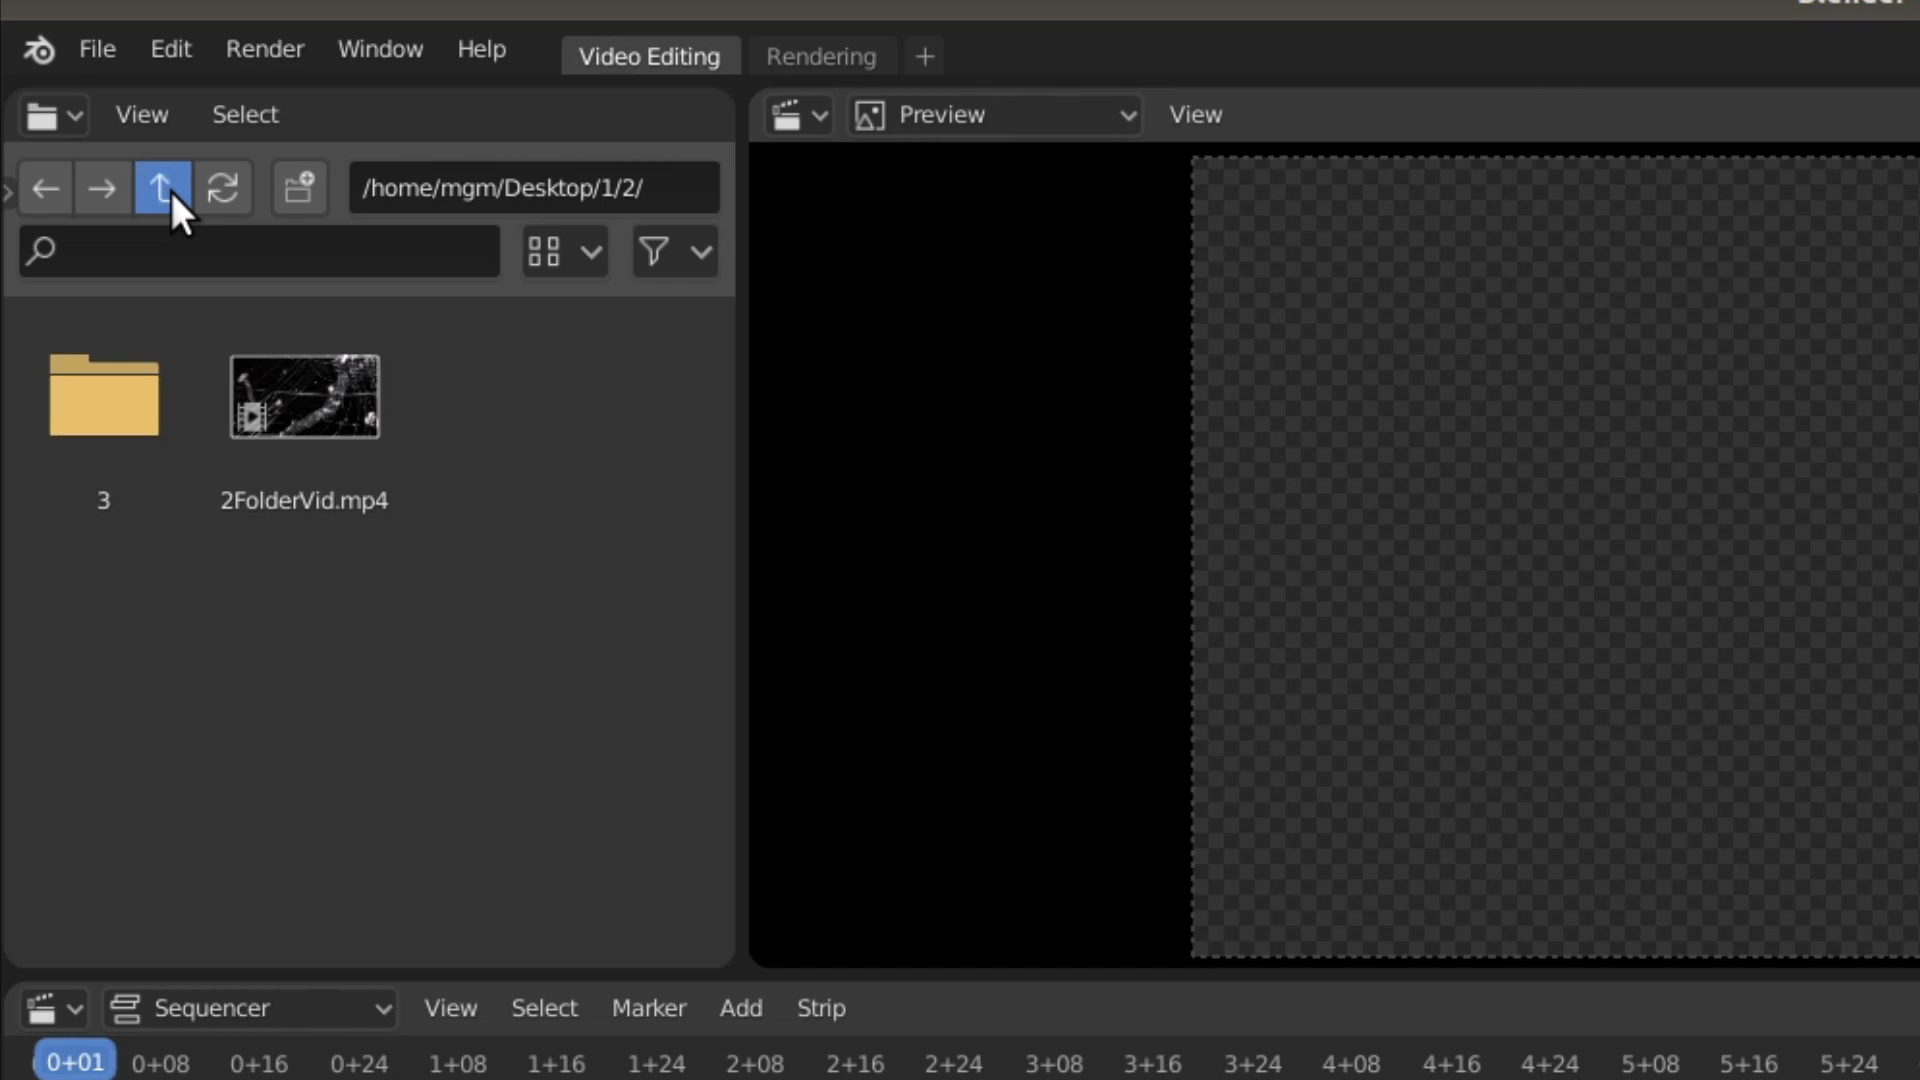 File Edit Render Window Help Video Editing Rendering +
View Select
Preview View
/home/mgm/Desktop/1/2/
3
2FolderVid.mp4
Sequencer View Select Marker Add Strip
0+01 0+08 0+16 0+24 1+08 1+16 1+24 2+08 2+16 2+24 3+08 3+16 3+24 4+08 4+16 4+24 5+08 5+16 5+24